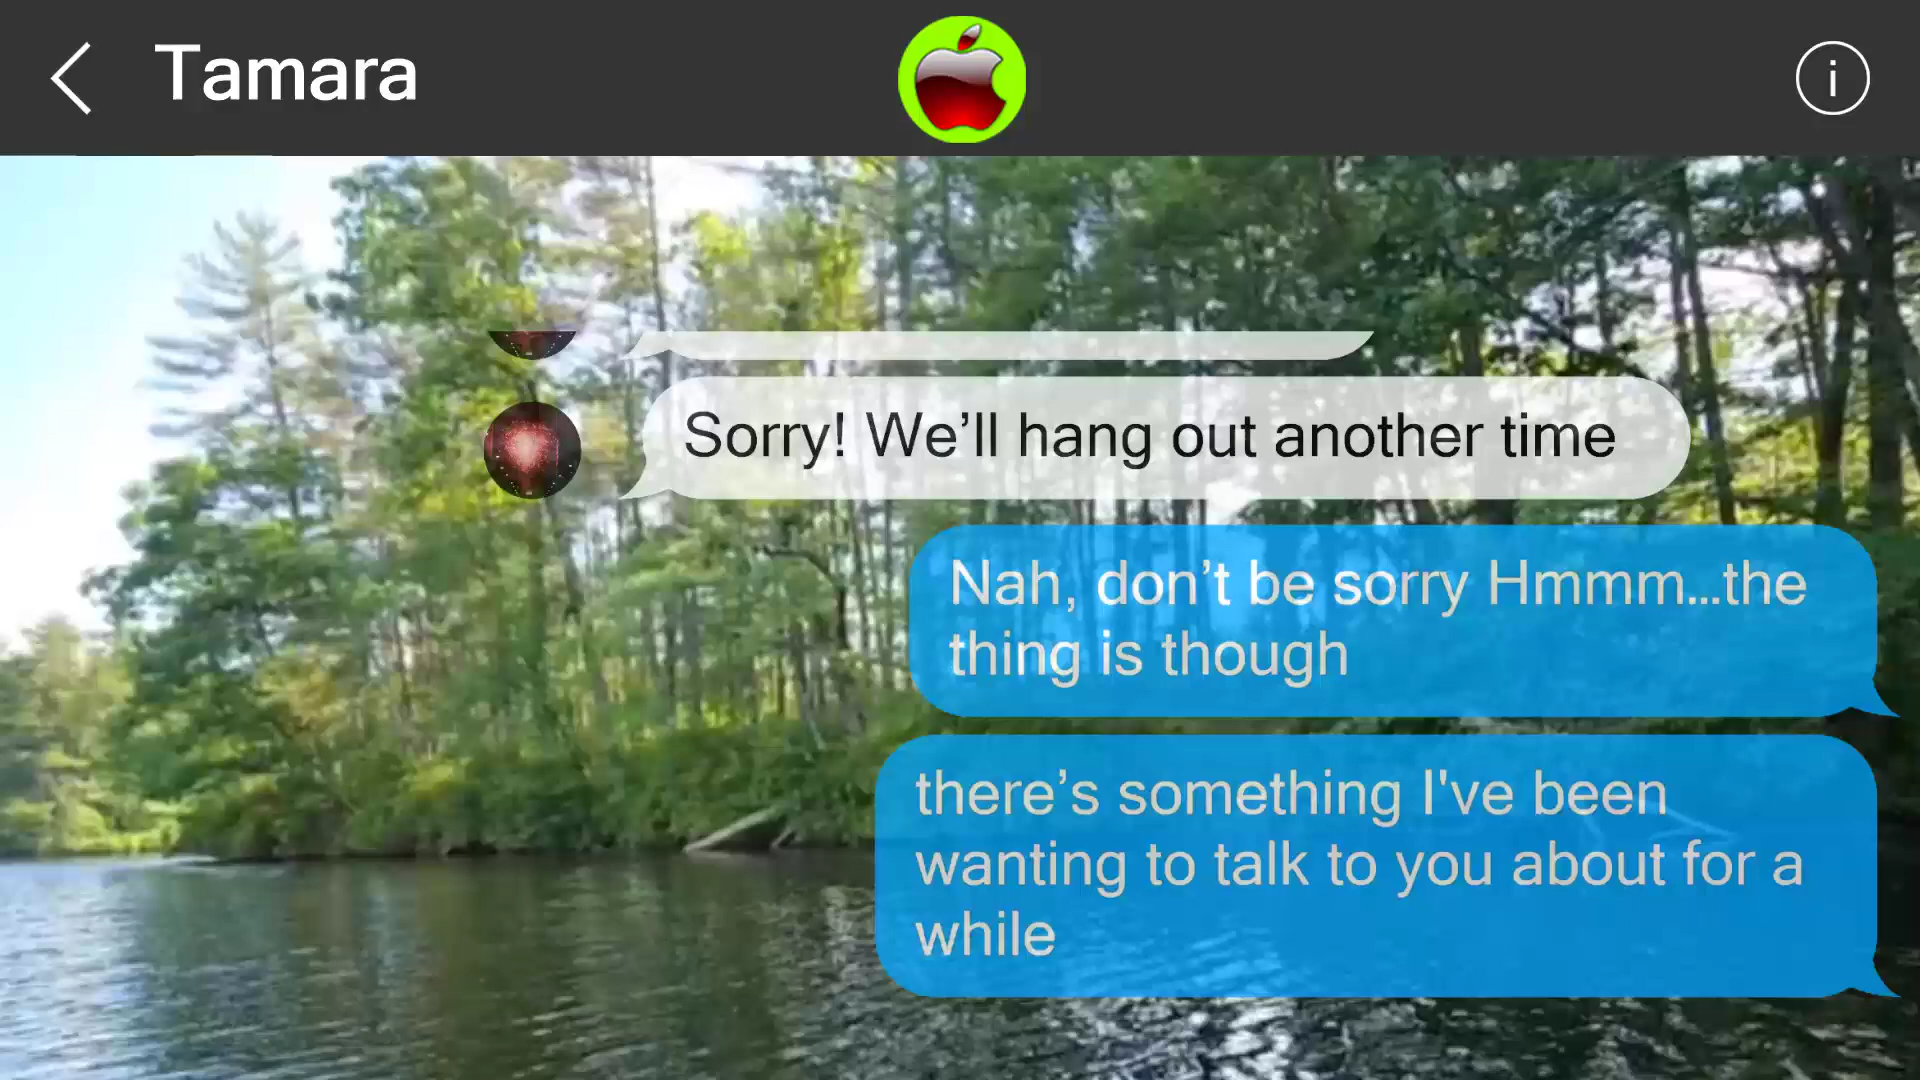 Tamara
i
Sorry! We’ll hang out another time
Nah, don’t be sorry Hmmm...the
thing is though
there’s something I've been
wanting to talk to you about for a
while